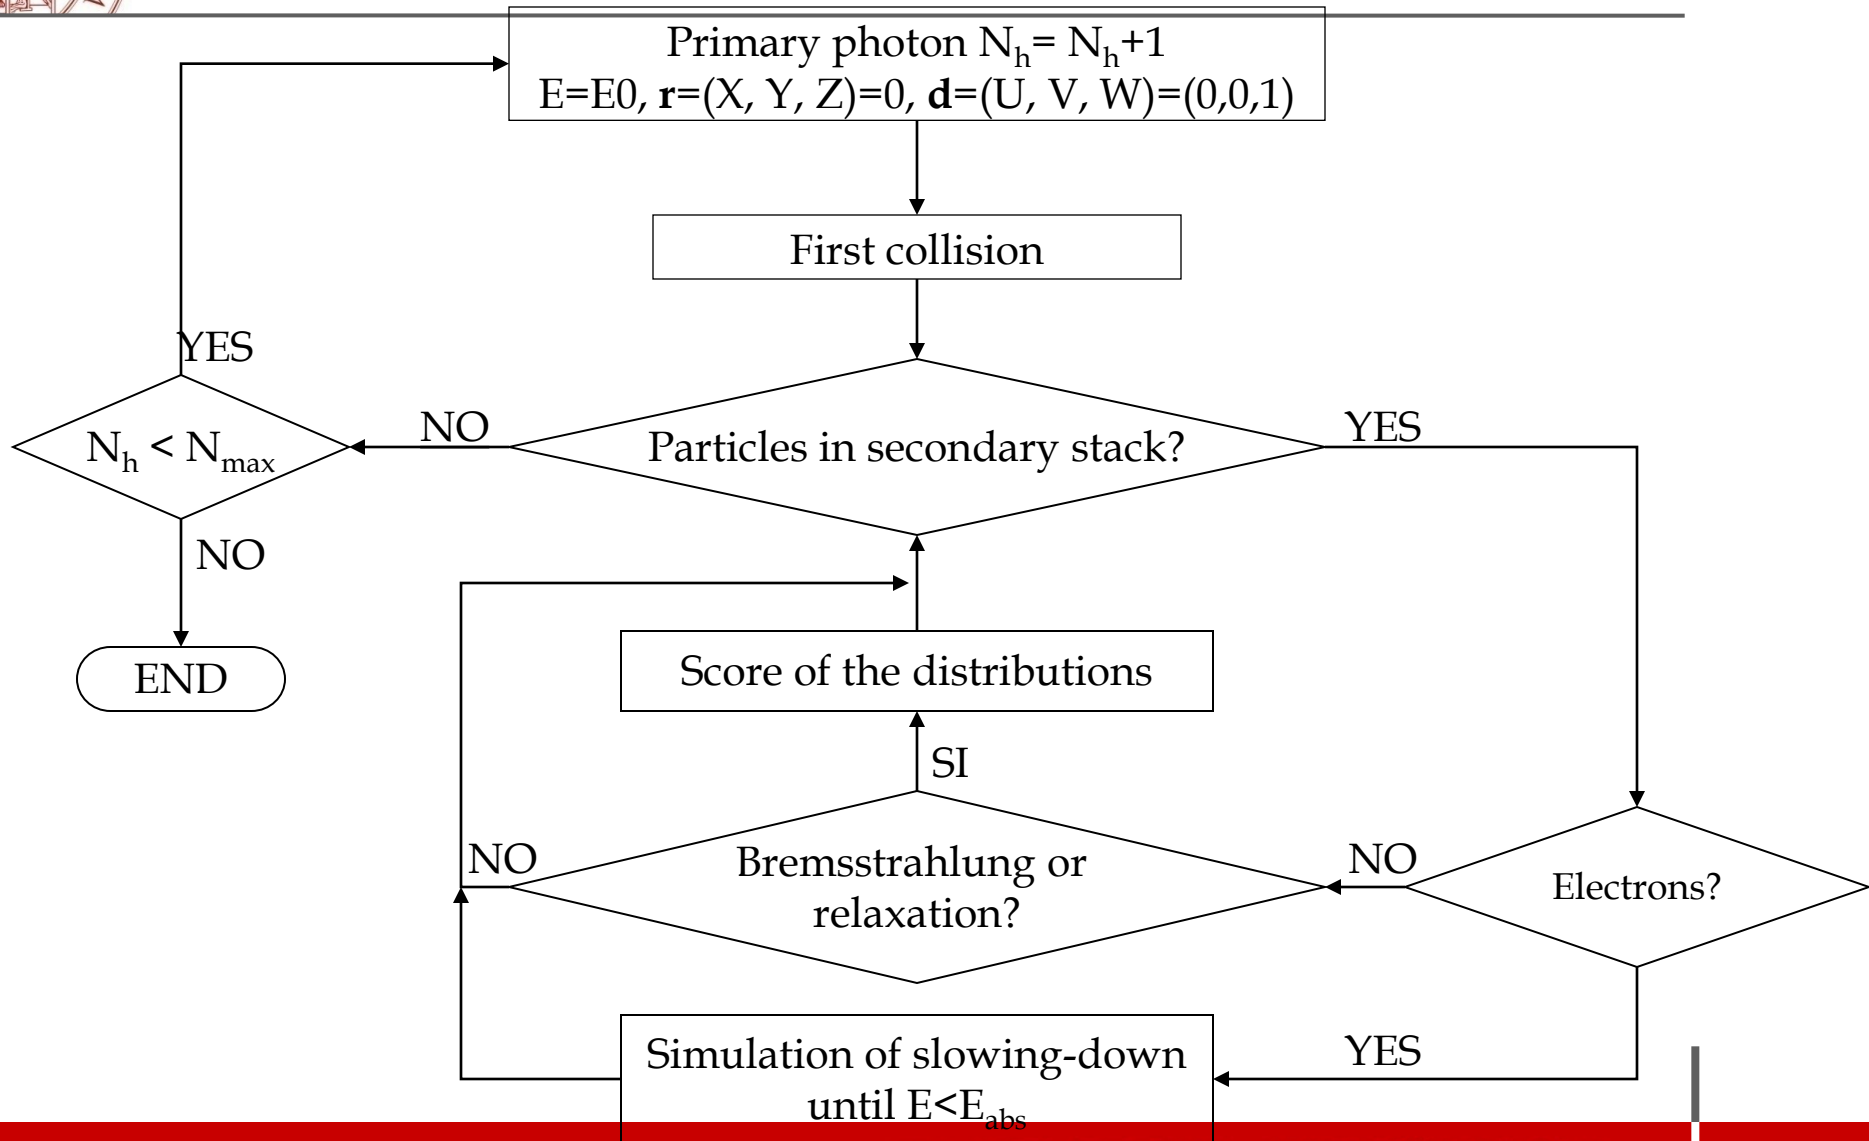 Primary photon Nₕ= Nₕ+1
E=E0, r=(X, Y, Z)=0, d=(U, V, W)=(0,0,1)
First collision
YES
Nₕ < Nₘₐₓ
NO
Particles in secondary stack?
YES
NO
END
Score of the distributions
SI
NO
Bremsstrahlung or
relaxation?
NO
Electrons?
Simulation of slowing-down
until E<Eₐbₛ
YES